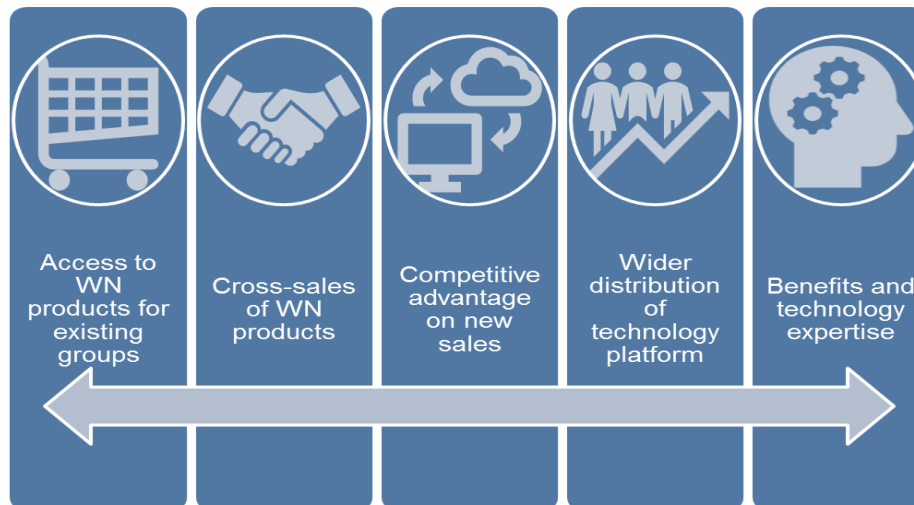 Access to
WN
products for
existing
groups
Cross-sales
of WN
products
Competitive
advantage
on new
sales
Wider
distribution
of
technology
platform
Benefits and
technology
expertise